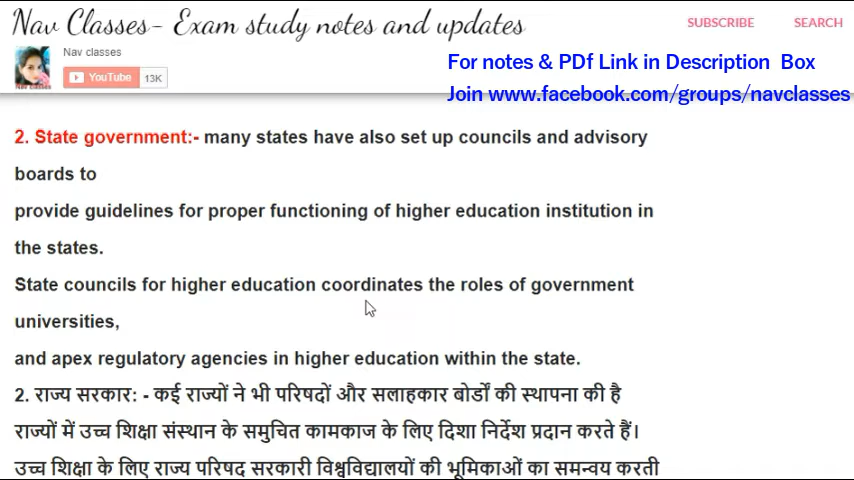 Nav Classes- Exam study notes and updates
SUBSCRIBE SEARCH
Nav classes
YouTube 13K
Nav classes
For notes & PDf Link in Description Box
Join www.facebook.com/groups/navclasses
2. State government:- many states have also set up councils and advisory
boards to
provide guidelines for proper functioning of higher education institution in
the states.
State councils for higher education coordinates the roles of government
universities,
and apex regulatory agencies in higher education within the state.
2. राज्य सरकार: - कई राज्यों ने भी परिषदों और सलाहकार बोर्डों की स्थापना की है
राज्यों में उच्च शिक्षा संस्थान के समुचित कामकाज के लिए दिशा निर्देश प्रदान करते हैं।
उच्च शिक्षा के लिए राज्य परिषद सरकारी विश्वविद्यालयों की भूमिकाओं का समन्वय करती